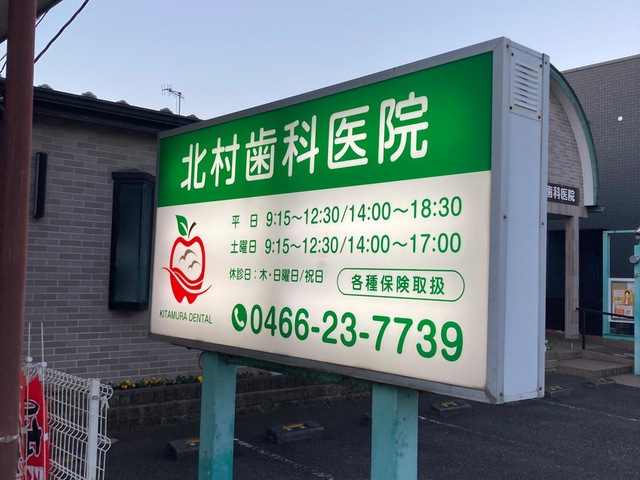 北村歯科医院
平日 9:15～12:30/14:00～18:30
土曜日 9:15～12:30/14:00～17:00
休診日：木・日曜日/祝日
各種保険取扱
KITAMURA DENTAL
0466-23-7739
歯科医院